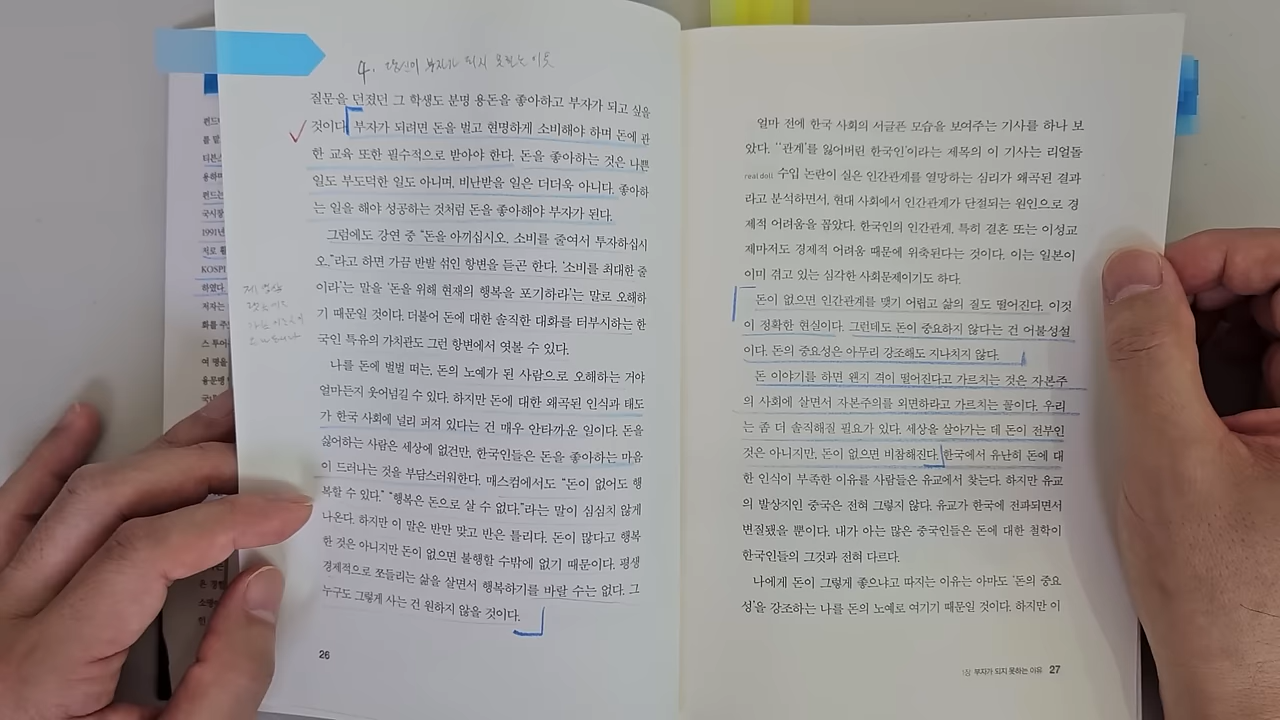 4. 당신이 부자가 되지 못하는 이유
질문을 던졌던 그 학생도 분명 용돈을 좋아하고 부자가 되고 싶을
것이다. 부자가 되려면 돈을 벌고 현명하게 소비해야 하며 돈에 관
한 교육 또한 필수적으로 받아야 한다. 돈을 좋아하는 것은 나쁜
일도 부도덕한 일도 아니며, 비난받을 일은 더더욱 아니다. 좋아하
는 일을 해야 성공하는 것처럼 돈을 좋아해야 부자가 된다.
그럼에도 강연 중 “돈을 아끼십시오, 소비를 줄여서 투자하십시
오.”라고 하면 가끔 반발 섞인 항변을 듣곤 한다. ‘소비를 최대한 줄
이라’는 말을 ‘돈을 위해 현재의 행복을 포기하라’는 말로 오해하
기 때문일 것이다. 더불어 돈에 대한 솔직한 대화를 터부시하는 한
국인 특유의 가치관도 그런 항변에서 엿볼 수 있다.
나를 돈에 벌벌 떠는, 돈의 노예가 된 사람으로 오해하는 거야
얼마든지 웃어넘길 수 있다. 하지만 돈에 대한 왜곡된 인식과 태도
가 한국 사회에 널리 퍼져 있다는 건 매우 안타까운 일이다. 돈을
싫어하는 사람은 세상에 없건만, 한국인들은 돈을 좋아하는 마음
이 드러나는 것을 부담스러워한다. 매스컴에서도 “돈이 없어도 행
복할 수 있다.” “행복은 돈으로 살 수 없다.”라는 말이 심심치 않게
나온다. 하지만 이 말은 반만 맞고 반은 틀리다. 돈이 많다고 행복
한 것은 아니지만 돈이 없으면 불행할 수밖에 없기 때문이다. 평생
경제적으로 쪼들리는 삶을 살면서 행복하기를 바랄 수는 없다. 그
누구도 그렇게 사는 건 원하지 않을 것이다.
26
얼마 전에 한국 사회의 서글픈 모습을 보여주는 기사를 하나 보
았다. ‘‘관계’를 잃어버린 한국인’이라는 제목의 이 기사는 리얼돌
real doll 수입 논란이 실은 인간관계를 열망하는 심리가 왜곡된 결과
라고 분석하면서, 현대 사회에서 인간관계가 단절되는 원인으로 경
제적 어려움을 꼽았다. 한국인의 인간관계, 특히 결혼 또는 이성교
제마저도 경제적 어려움 때문에 위축된다는 것이다. 이는 일본이
이미 겪고 있는 심각한 사회문제이기도 하다.
돈이 없으면 인간관계를 맺기 어렵고 삶의 질도 떨어진다. 이것
이 정확한 현실이다. 그런데도 돈이 중요하지 않다는 건 어불성설
이다. 돈의 중요성은 아무리 강조해도 지나치지 않다.
돈 이야기를 하면 왠지 격이 떨어진다고 가르치는 것은 자본주
의 사회에 살면서 자본주의를 외면하라고 가르치는 꼴이다. 우리
는 좀 더 솔직해질 필요가 있다. 세상을 살아가는 데 돈이 전부인
것은 아니지만, 돈이 없으면 비참해진다. 한국에서 유난히 돈에 대
한 인식이 부족한 이유를 사람들은 유교에서 찾는다. 하지만 유교
의 발상지인 중국은 전혀 그렇지 않다. 유교가 한국에 전파되면서
변질됐을 뿐이다. 내가 아는 많은 중국인들은 돈에 대한 철학이
한국인들의 그것과 전혀 다르다.
나에게 돈이 그렇게 좋으냐고 따지는 이유는 아마도 ‘돈의 중요
성’을 강조하는 나를 돈의 노예로 여기기 때문일 것이다. 하지만 이
1장 부자가 되지 못하는 이유 27
펀드
를 말
티븐스
용하며
펀드는
국시장
1991년
저로 활
KOSPI
하였다.
저자는
화를 주
스 투어
여 명을
용문맹
국내